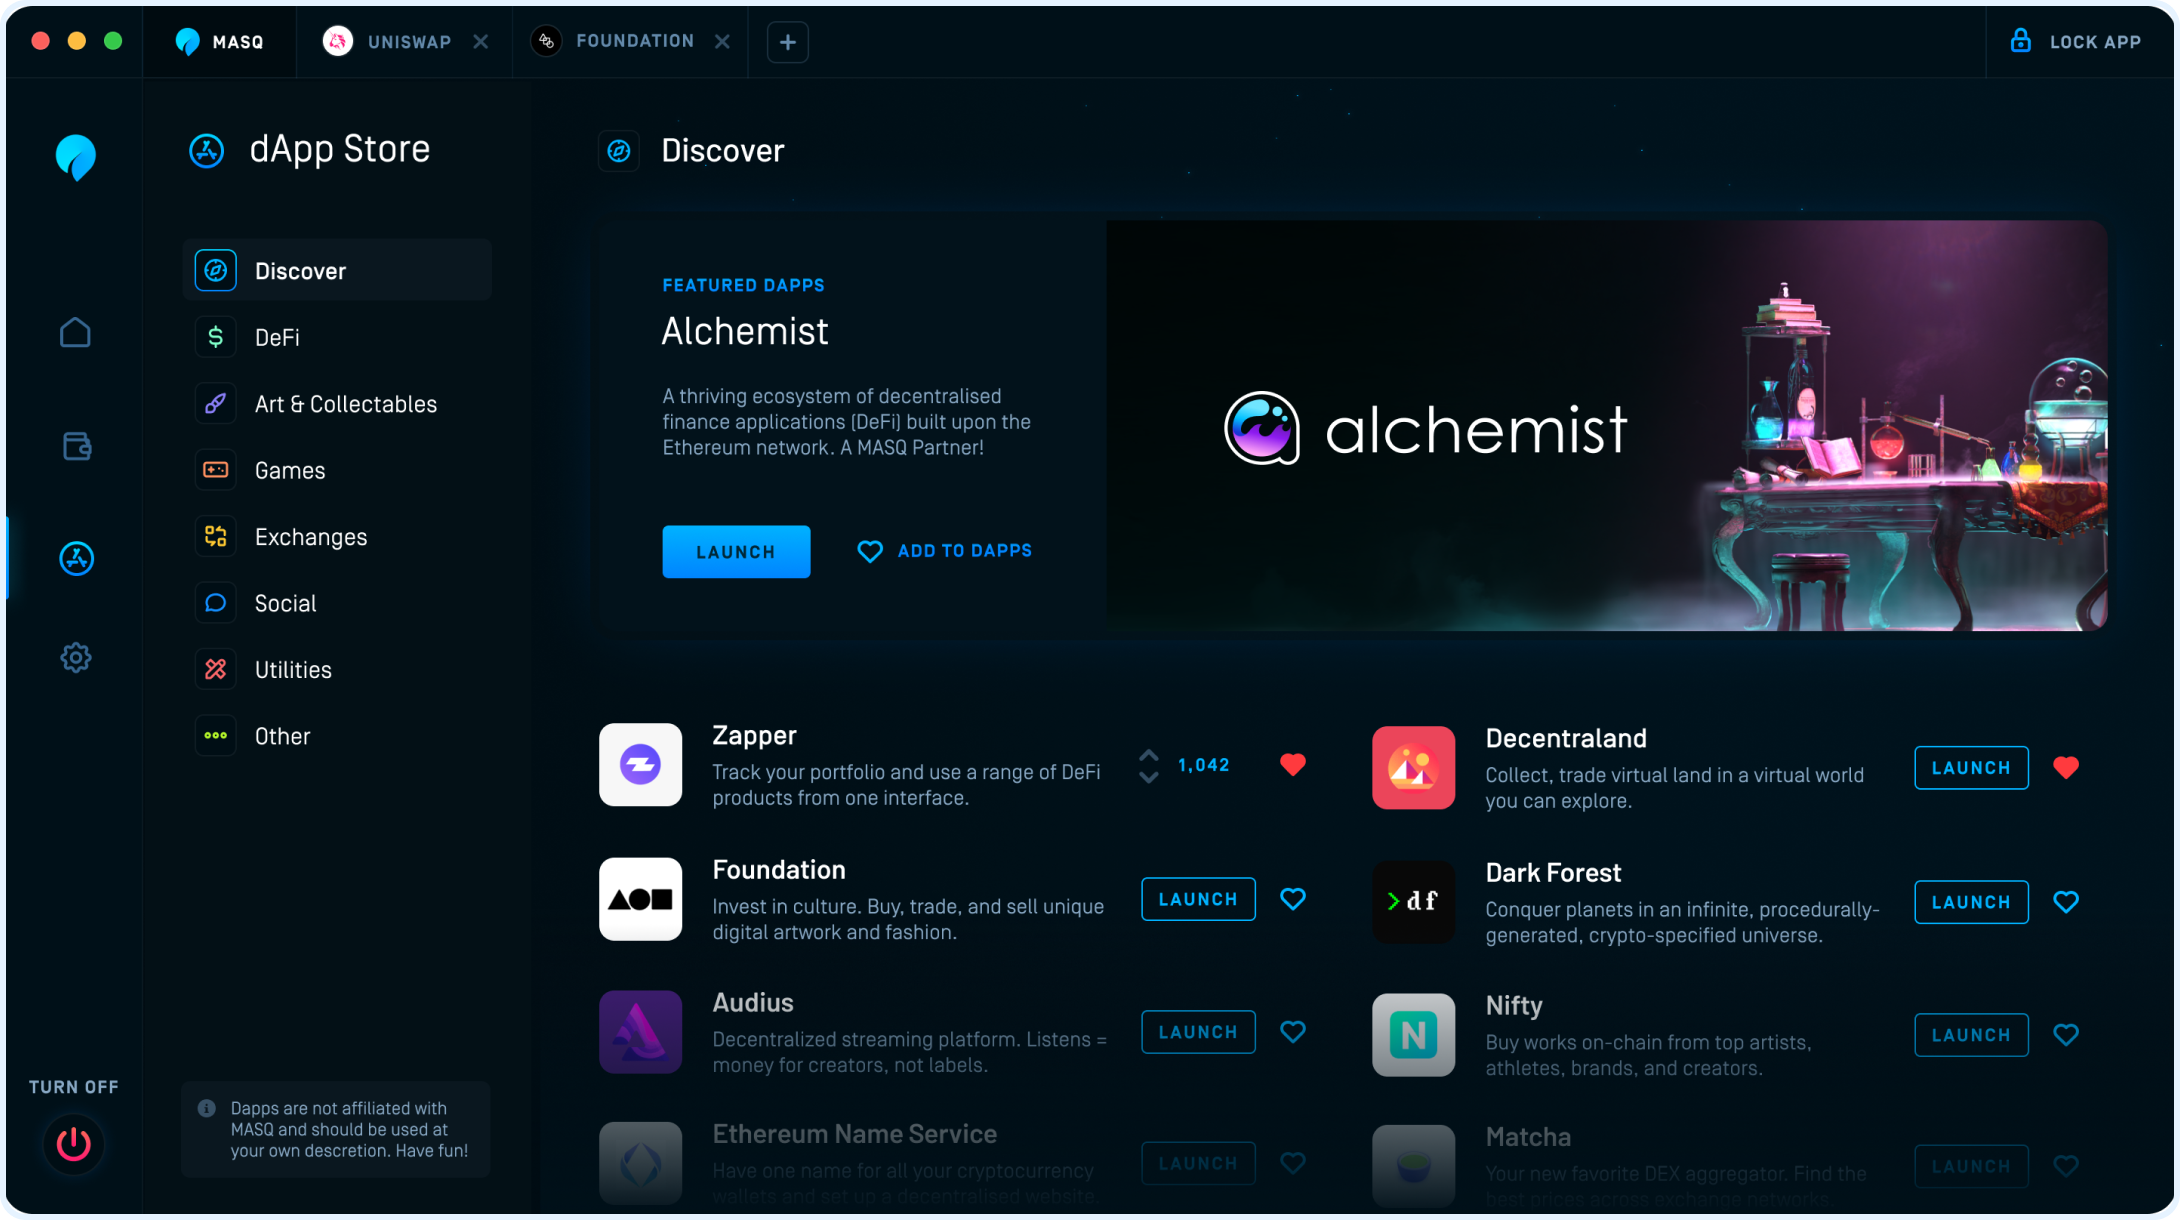 MASQ
UNISWAP
FOUNDATION
LOCK APP
dApp Store
Discover
DeFi
Art & Collectables
Games
Exchanges
Social
Utilities
Other
TURN OFF
Dapps are not affiliated with
MASQ and should be used at
your own descretion. Have fun!
Discover
FEATURED DAPPS
Alchemist
A thriving ecosystem of decentralised
finance applications (DeFi) built upon the
Ethereum network. A MASQ Partner!
LAUNCH
ADD TO DAPPS
alchemist
Zapper
Track your portfolio and use a range of DeFi
products from one interface.
1,042
Decentraland
Collect, trade virtual land in a virtual world
you can explore.
LAUNCH
Foundation
Invest in culture. Buy, trade, and sell unique
digital artwork and fashion.
LAUNCH
>df
Dark Forest
Conquer planets in an infinite, procedurally-
generated, crypto-specified universe.
LAUNCH
Audius
Decentralized streaming platform. Listens =
money for creators, not labels.
LAUNCH
N
Nifty
Buy works on-chain from top artists,
athletes, brands, and creators.
LAUNCH
Ethereum Name Service
Have one name for all your cryptocurrency
wallets and set up a decentralised website.
LAUNCH
Matcha
Your new favorite DEX aggregator. Find the
best prices across exchange networks.
LAUNCH